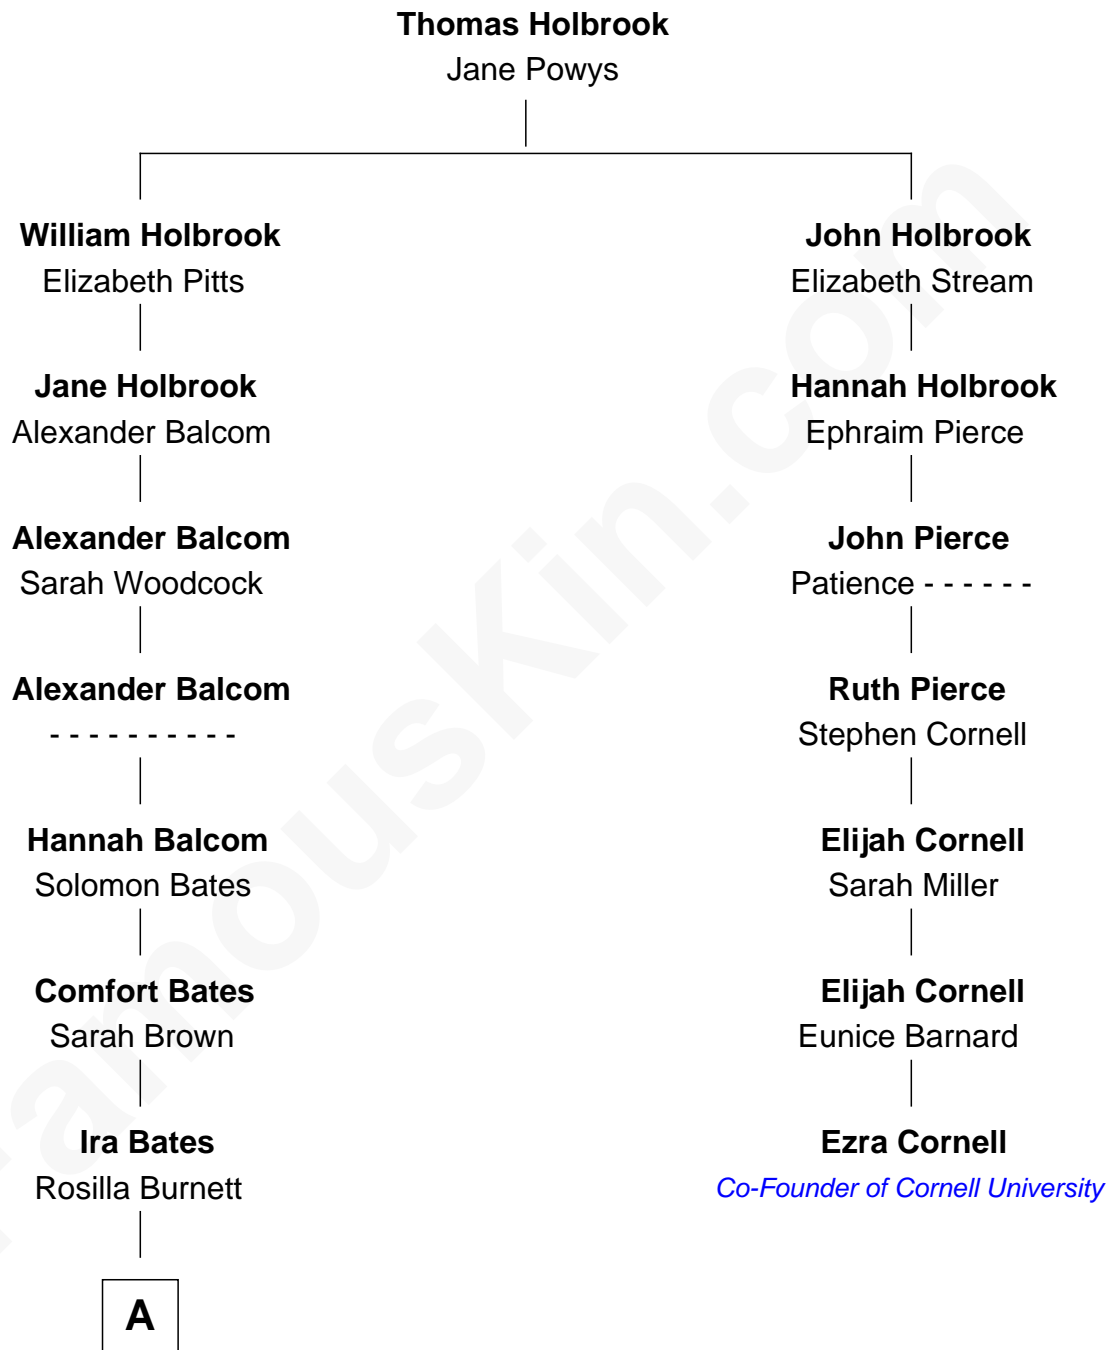 Thomas Holbrook
Jane Powys
William Holbrook
Elizabeth Pitts
Jane Holbrook
Alexander Balcom
Alexander Balcom
Sarah Woodcock
Alexander Balcom
- - - - - - - - - -
Hannah Balcom
Solomon Bates
Comfort Bates
Sarah Brown
Ira Bates
Rosilla Burnett
A
John Holbrook
Elizabeth Stream
Hannah Holbrook
Ephraim Pierce
John Pierce
Patience - - - - - -
Ruth Pierce
Stephen Cornell
Elijah Cornell
Sarah Miller
Elijah Cornell
Eunice Barnard
Ezra Cornell
Co-Founder of Cornell University
FamousKin.com